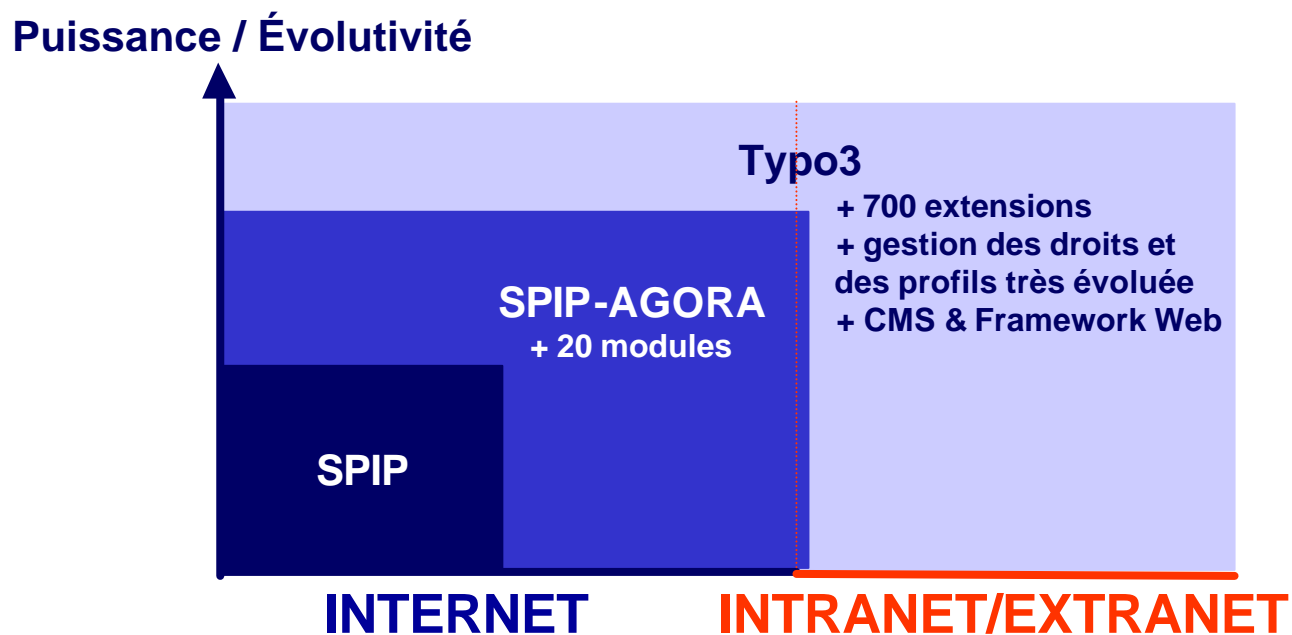 Puissance / Évolutivité
Typo3
+ 700 extensions
+ gestion des droits et
des profils très évoluée
+ CMS & Framework Web
SPIP-AGORA
+ 20 modules
SPIP
INTERNET
INTRANET/EXTRANET